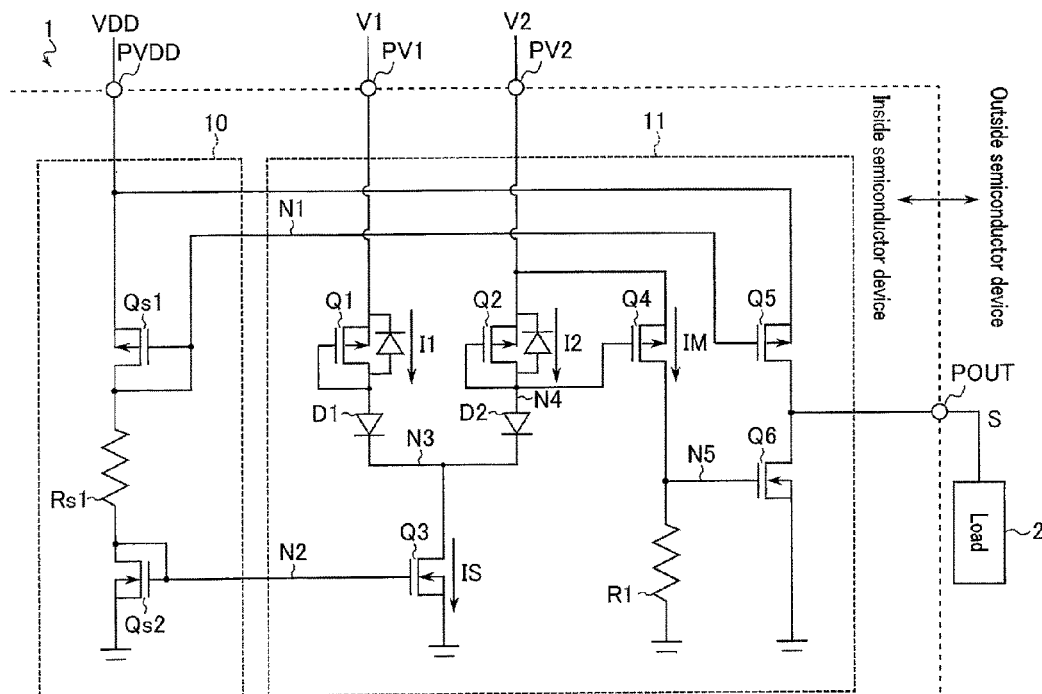 1
VDD
V1
V2
PVDD
PV1
PV2
10
11
Inside semiconductor device
Outside semiconductor device
N1
Qs1
Q1
I1
Q2
I2
Q4
IM
Q5
POUT
S
D1
D2
N4
N3
N5
Q6
Rs1
Load
2
N2
Q3
IS
R1
Qs2